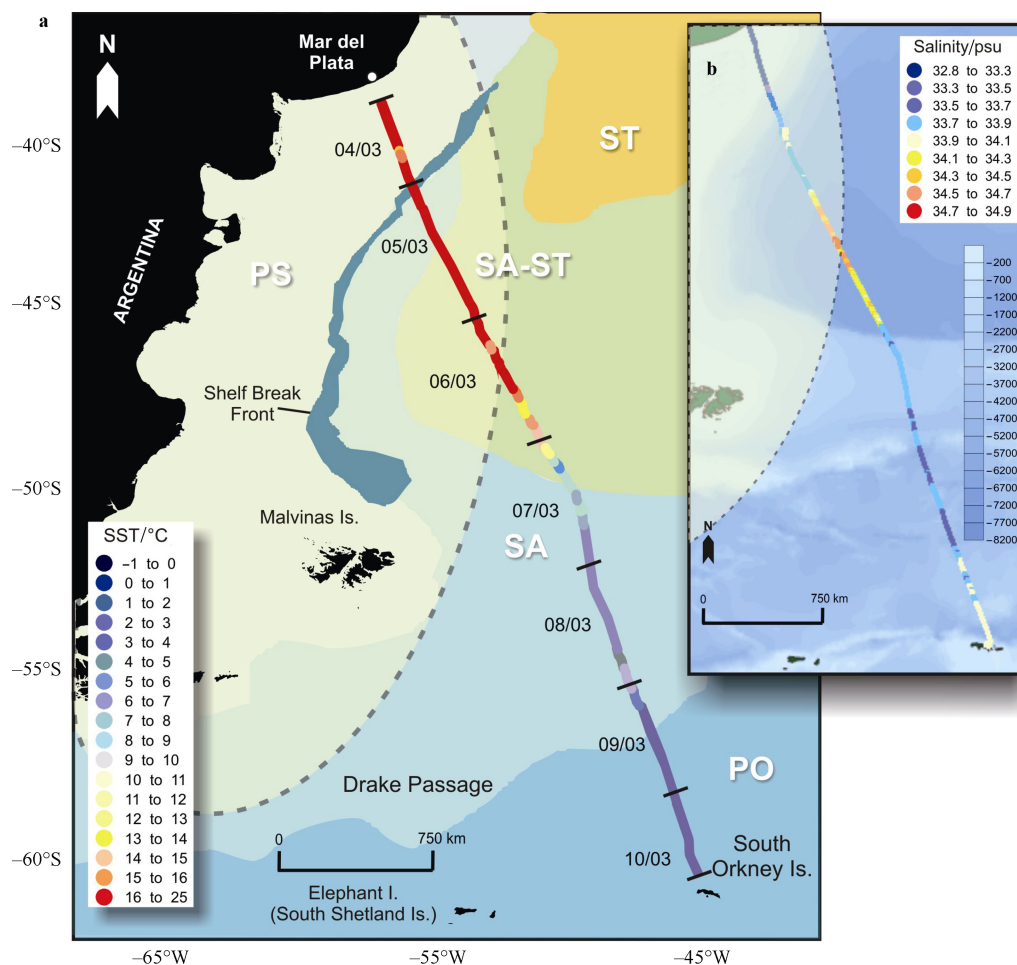 a
N
Mar del
Plata
ST
–40°S
04/03
05/03
ARGENTINA
PS
SA-ST
–45°S
06/03
Shelf Break
Front
–50°S
07/03
Malvinas Is.
SA
SST/°C
–1 to 0
0 to 1
1 to 2
2 to 3
3 to 4
4 to 5
5 to 6
6 to 7
7 to 8
8 to 9
9 to 10
10 to 11
11 to 12
12 to 13
13 to 14
14 to 15
15 to 16
16 to 25
08/03
–55°S
09/03
PO
Drake Passage
0
750 km
–60°S
10/03
South
Orkney Is.
Elephant I.
(South Shetland Is.)
–65°W
–55°W
–45°W
b
Salinity/psu
32.8 to 33.3
33.3 to 33.5
33.5 to 33.7
33.7 to 33.9
33.9 to 34.1
34.1 to 34.3
34.3 to 34.5
34.5 to 34.7
34.7 to 34.9
–200
–700
–1200
–1700
–2200
–2700
–3200
–3700
–4200
–4700
–5200
–5700
–6200
–6700
–7200
–7700
–8200
N
0
750 km